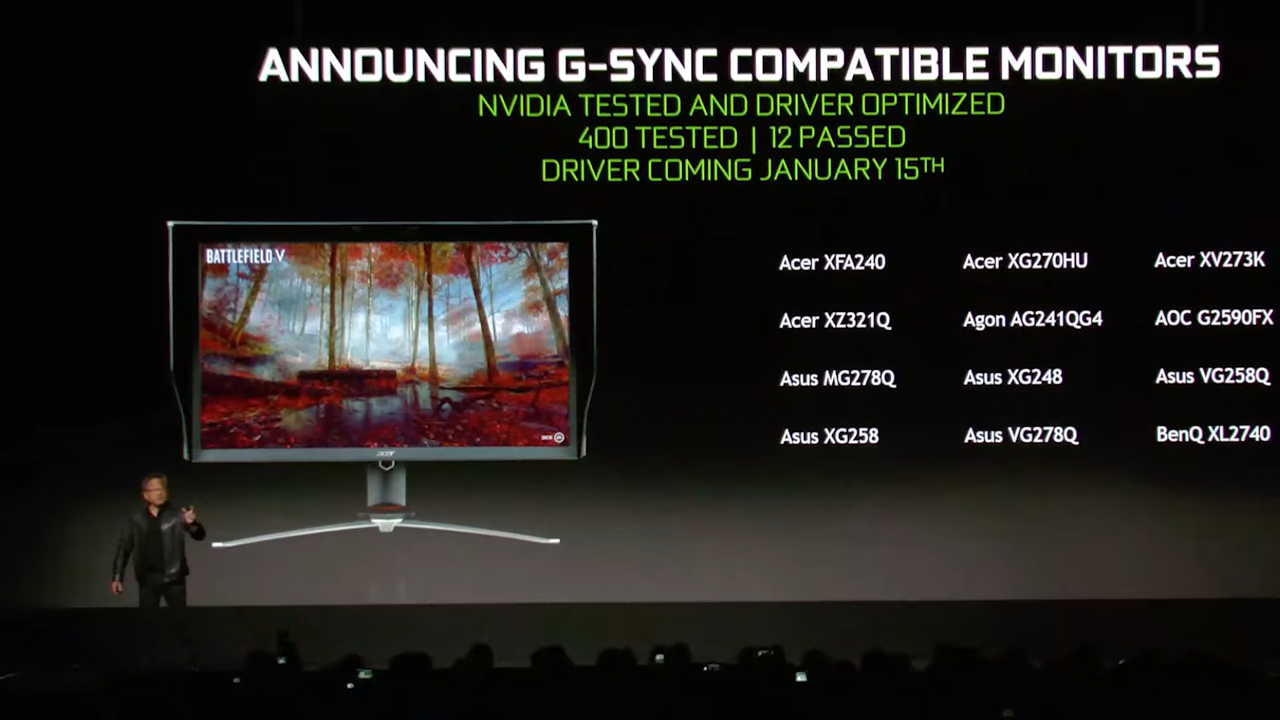 ANNOUNCING G-SYNC COMPATIBLE MONITORS
NVIDIA TESTED AND DRIVER OPTIMIZED
400 TESTED | 12 PASSED
DRIVER COMING JANUARY 15TH
BATTLEFIELD V
acer
Acer XFA240 Acer XG270HU Acer XV273K
Acer XZ321Q Agon AG241QG4 AOC G2590FX
Asus MG278Q Asus XG248 Asus VG258Q
Asus XG258 Asus VG278Q BenQ XL2740